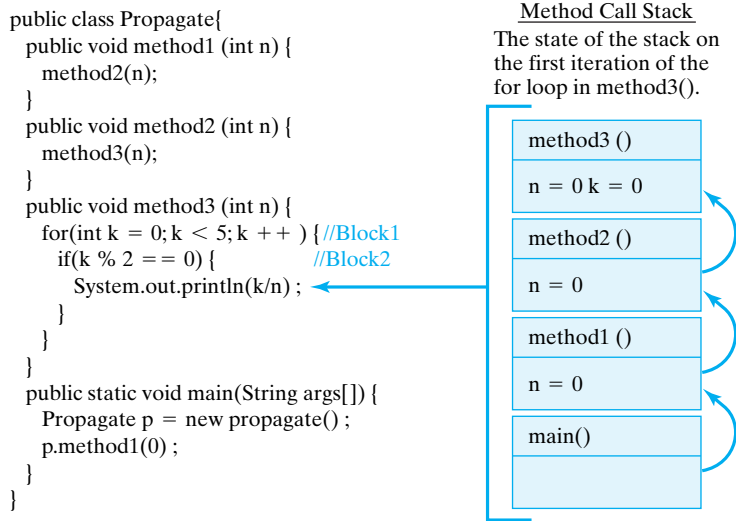 public class Propagate{
public void method1 (int n) {
method2(n);
}
public void method2 (int n) {
method3(n);
}
public void method3 (int n) {
for(int k = 0; k < 5; k ++ ) { //Block1
if(k % 2 == 0) { //Block2
System.out.println(k/n) ;
}
}
}
public static void main(String args[]) {
Propagate p = new propagate() ;
p.method1(0) ;
}
}
Method Call Stack
The state of the stack on
the first iteration of the
for loop in method3().
method3 ()
n = 0 k = 0
method2 ()
n = 0
method1 ()
n = 0
main()